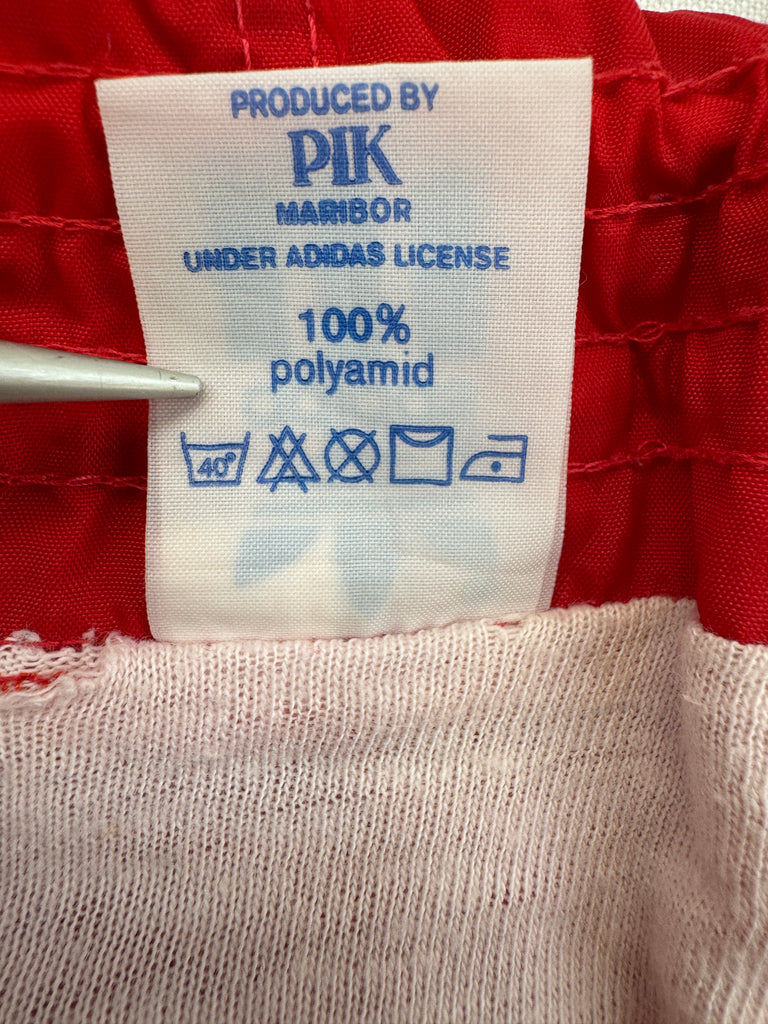 PRODUCED BY
PIK
MARIBOR
UNDER ADIDAS LICENSE
100%
polyamid
40°